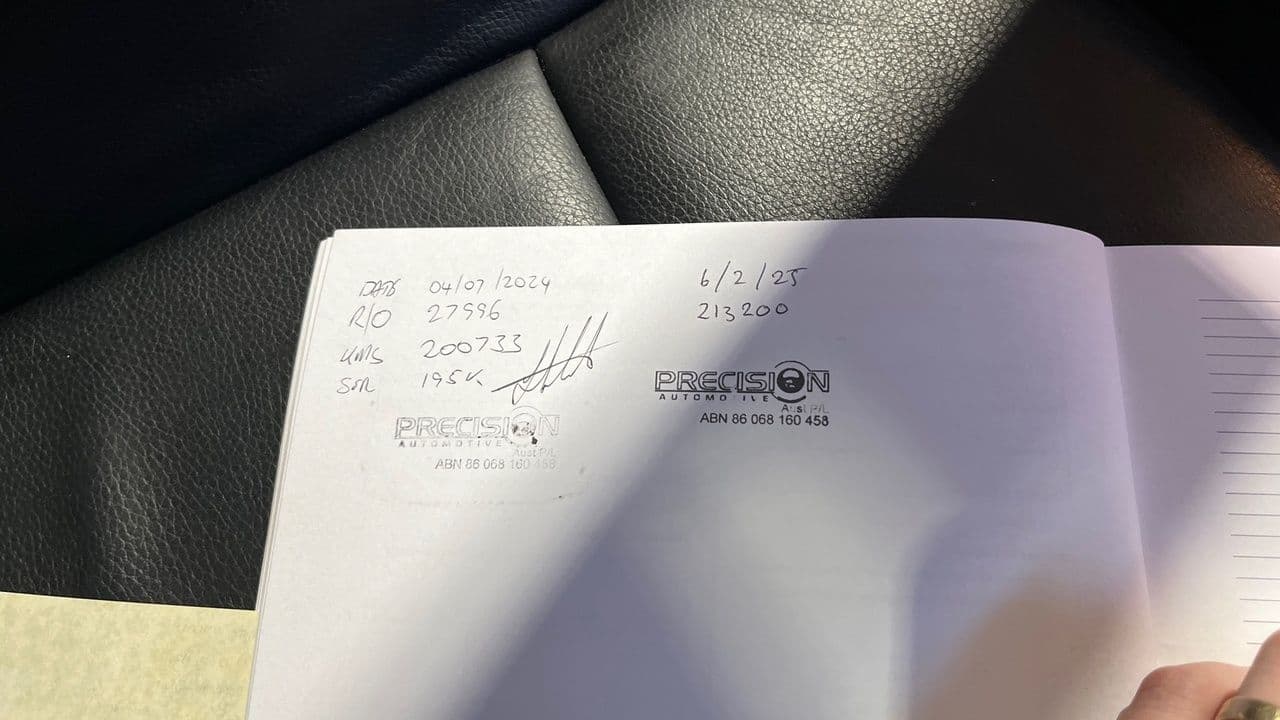 DATE 04/07/2024
R/O 27996
KMS 200733
SOR 195K
PRECISION
AUTOMOTIVE
Aust P/L
ABN 86 068 160 458
6/2/25
213200
PRECISION
AUTOMOTIVE
Aust P/L
ABN 86 068 160 458